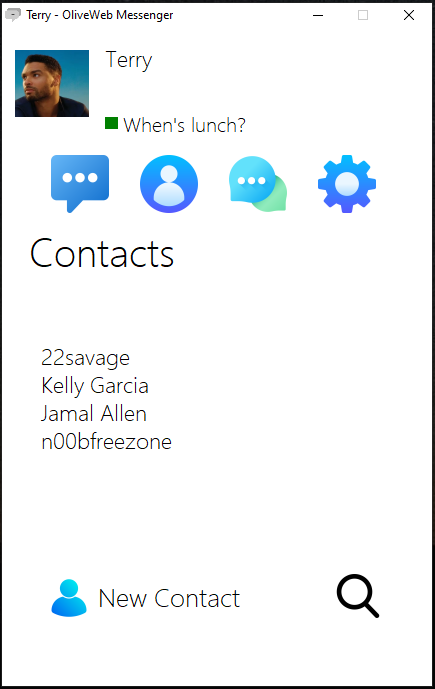 Terry - OliveWeb Messenger
Terry
When's lunch?
Contacts
22savage
Kelly Garcia
Jamal Allen
n00bfreezone
New Contact